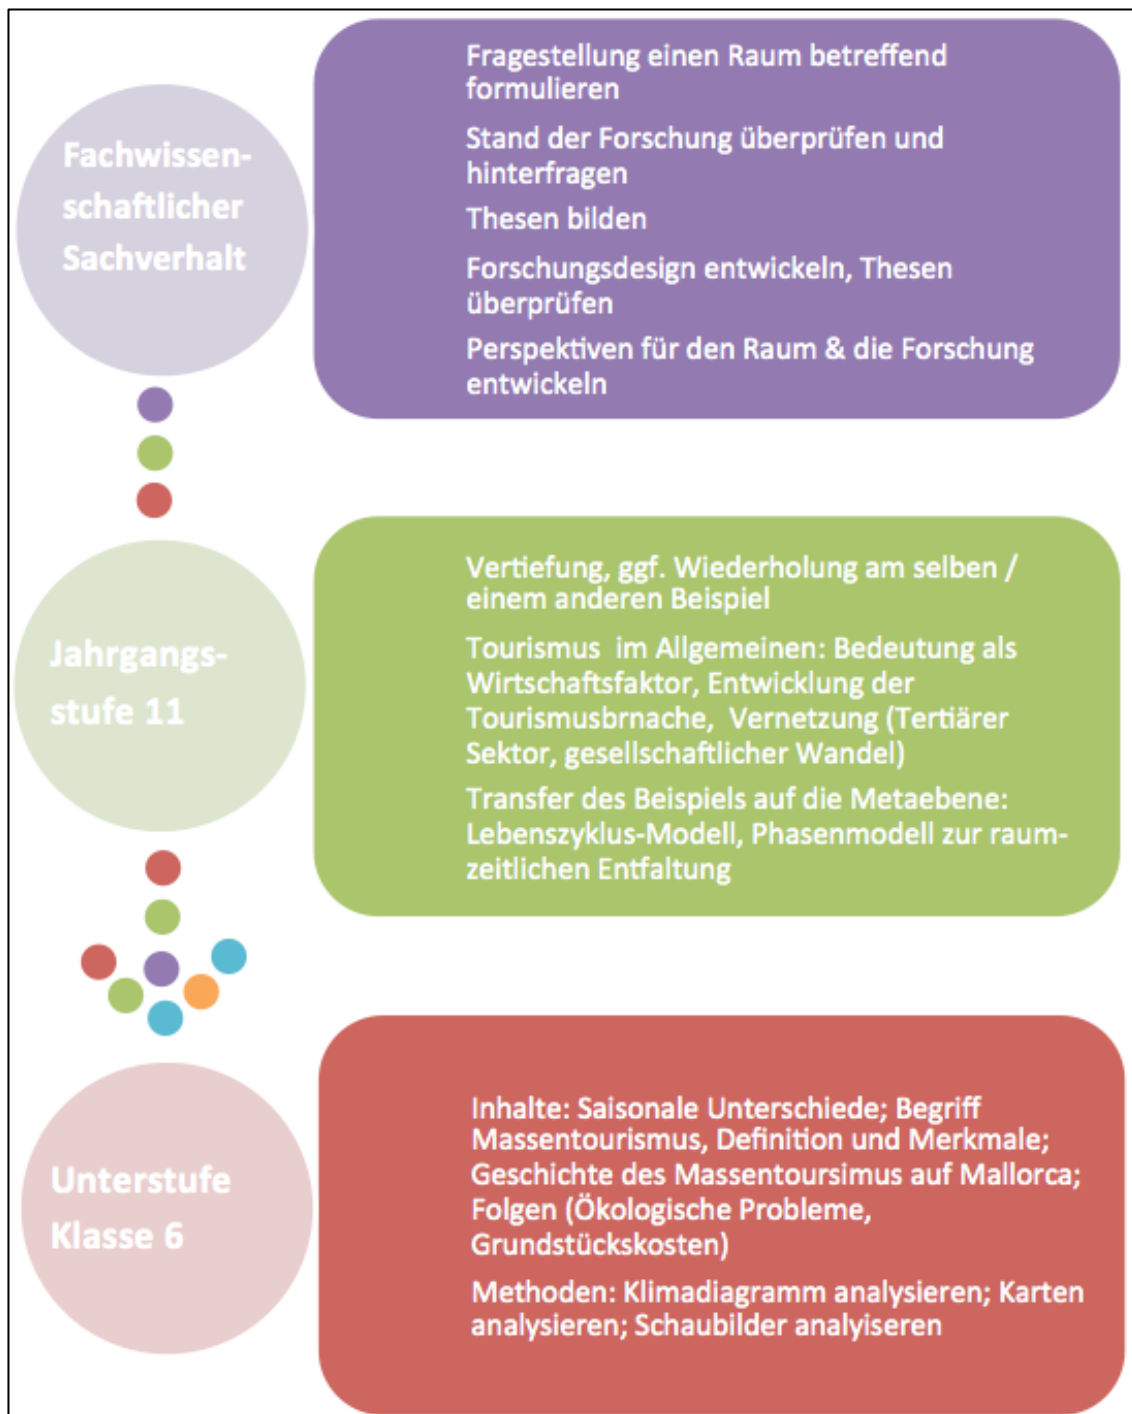 Fachwissen-
schaftlicher
Sachverhalt
Fragestellung einen Raum betreffend
formulieren
Stand der Forschung überprüfen und
hinterfragen
Thesen bilden
Forschungsdesign entwickeln, Thesen
überprüfen
Perspektiven für den Raum & die Forschung
entwickeln
Jahrgangs-
stufe 11
Vertiefung, ggf. Wiederholung am selben /
einem anderen Beispiel
Tourismus  im Allgemeinen: Bedeutung als
Wirtschaftsfaktor, Entwicklung der
Tourismusbrnache,  Vernetzung (Tertiärer
Sektor, gesellschaftlicher Wandel)
Transfer des Beispiels auf die Metaebene:
Lebenszyklus-Modell, Phasenmodell zur raum-
zeitlichen Entfaltung
Unterstufe
Klasse 6
Inhalte: Saisonale Unterschiede; Begriff
Massentourismus, Definition und Merkmale;
Geschichte des Massentoursimus auf Mallorca;
Folgen (Ökologische Probleme,
Grundstückskosten)
Methoden: Klimadiagramm analysieren; Karten
analysieren; Schaubilder analyiseren